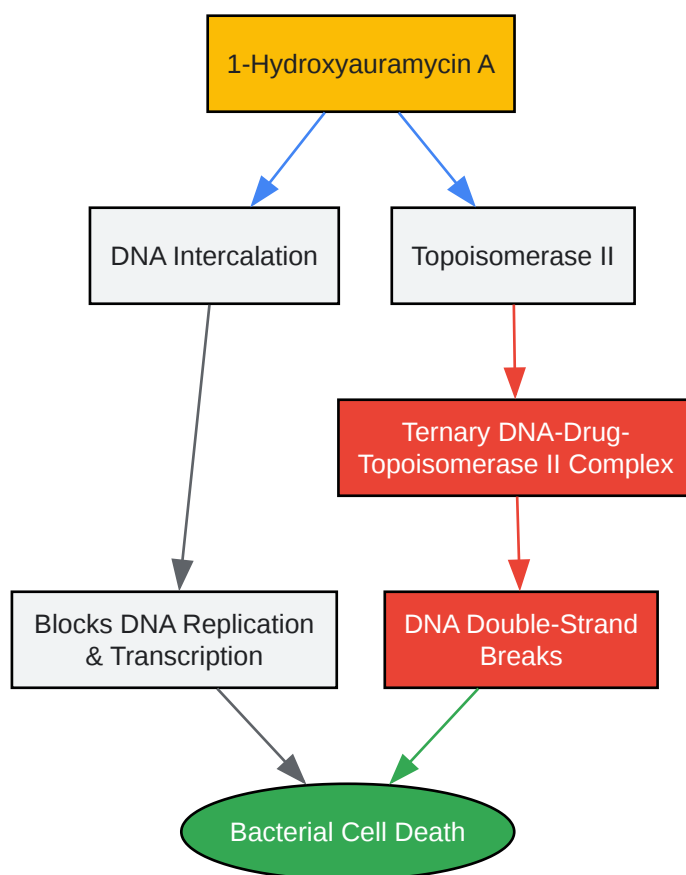 1-Hydroxyauramycin A
DNA Intercalation
Topoisomerase II
Ternary DNA-Drug-
Topoisomerase II Complex
Blocks DNA Replication
& Transcription
DNA Double-Strand
Breaks
Bacterial Cell Death